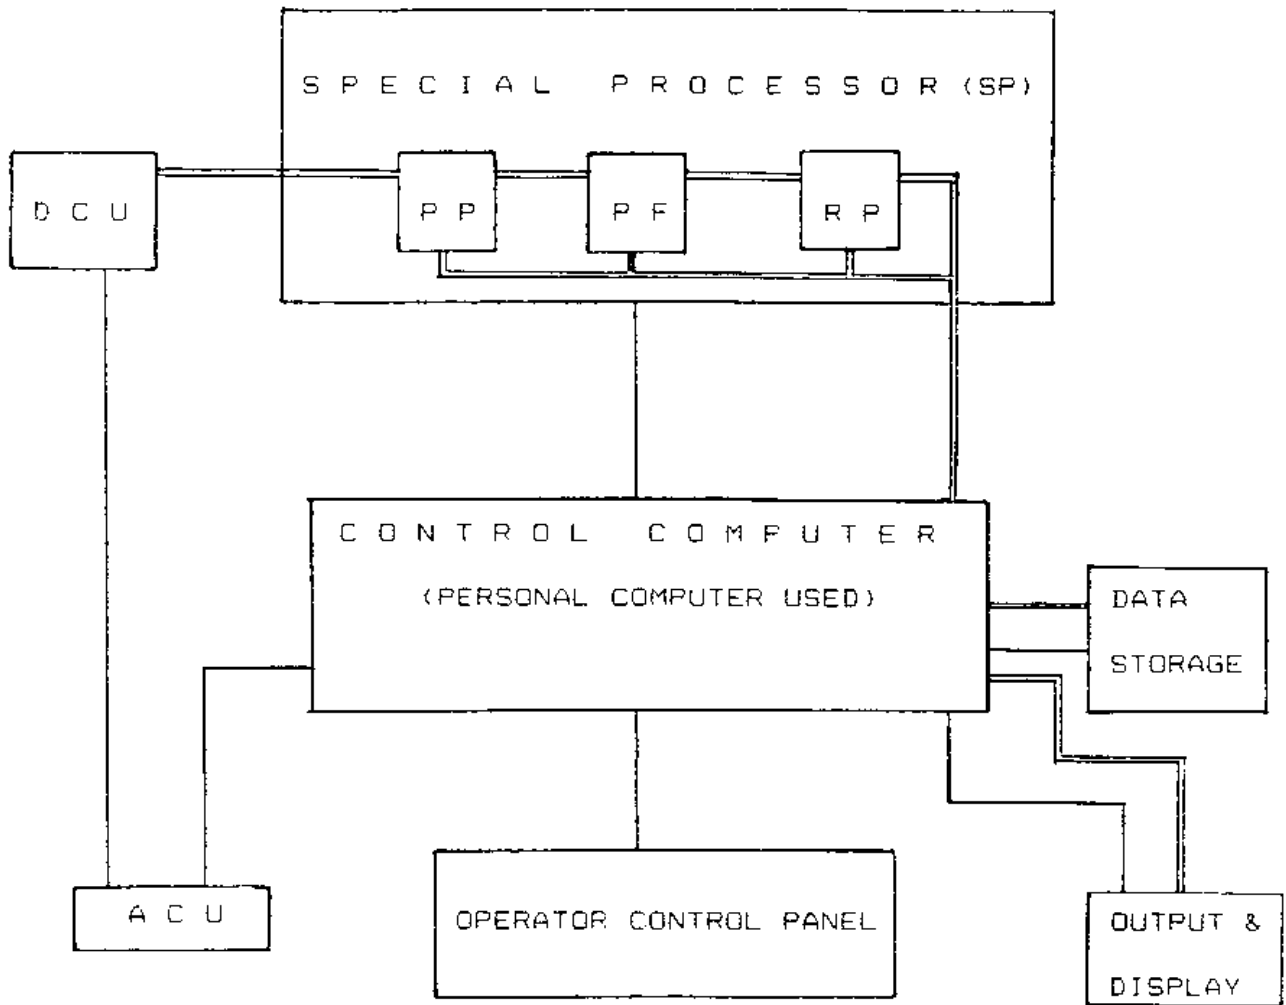 SPECIAL PROCESSOR (SP)
DCU
PP
PF
RP
CONTROL COMPUTER
(PERSONAL COMPUTER USED)
DATA
STORAGE
ACU
OPERATOR CONTROL PANEL
OUTPUT &
DISPLAY